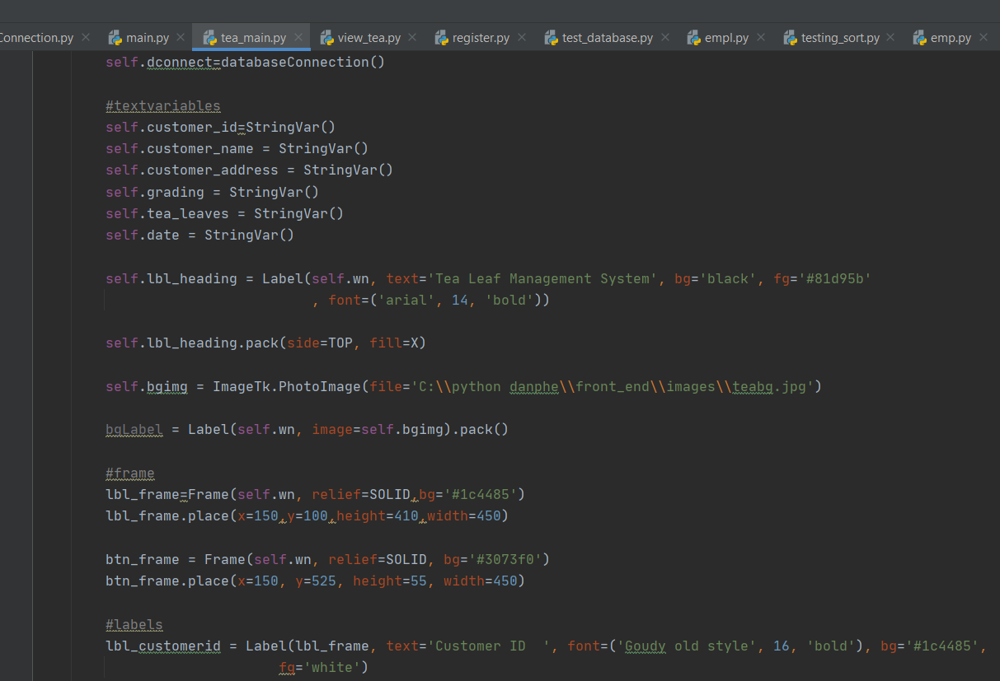 Connection.py
main.py
tea_main.py
view_tea.py
register.py
test_database.py
empl.py
testing_sort.py
emp.py
self.dconnect=databaseConnection()
#textvariables
self.customer_id=StringVar()
self.customer_name = StringVar()
self.customer_address = StringVar()
self.grading = StringVar()
self.tea_leaves = StringVar()
self.date = StringVar()
self.lbl_heading = Label(self.wn, text='Tea Leaf Management System', bg='black', fg='#81d95b'
, font=('arial', 14, 'bold'))
self.lbl_heading.pack(side=TOP, fill=X)
self.bgimg = ImageTk.PhotoImage(file='C:\\python danphe\\front_end\\images\\teabg.jpg')
bgLabel = Label(self.wn, image=self.bgimg).pack()
#frame
lbl_frame=Frame(self.wn, relief=SOLID,bg='#1c4485')
lbl_frame.place(x=150,y=100,height=410,width=450)
btn_frame = Frame(self.wn, relief=SOLID, bg='#3073f0')
btn_frame.place(x=150, y=525, height=55, width=450)
#labels
lbl_customerid = Label(lbl_frame, text='Customer ID  ', font=('Goudy old style', 16, 'bold'), bg='#1c4485',
fg='white')